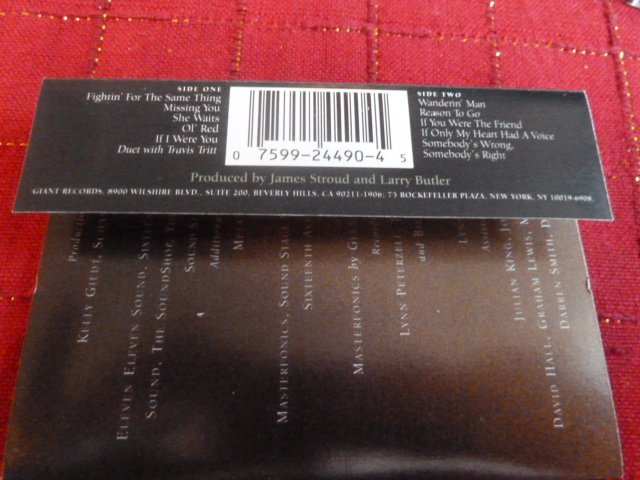 SIDE ONE
Fightin' For The Same Thing
Missing You
She Waits
Ol' Red
If I Were You
Duet with Travis Tritt
0 7599-24490-4 5
SIDE TWO
Wanderin' Man
Reason To Go
If You Were The Friend
If Only My Heart Had A Voice
Somebody's Wrong,
Somebody's Right
Produced by James Stroud and Larry Butler
GIANT RECORDS, 8900 WILSHIRE BLVD., SUITE 200, BEVERLY HILLS, CA 90211-1906; 75 ROCKEFELLER PLAZA, NEW YORK, NY 10019-6908
KELLY GIEDT,
ELEVEN ELEVEN SOUND,
SOUND, THE SOUNDSHOP,
SOUND
MASTERFONICS, SOUND
SIXTEENTH
MASTERFONICS by
LYNN
and
JULIAN KING,
GRAHAM LEWIS,
DAVID HALL,
DARREN SMITH,